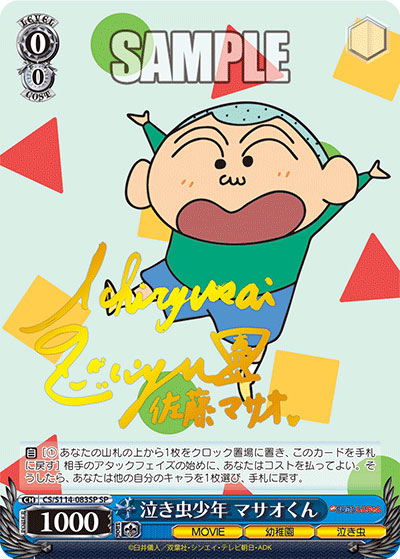 LEVEL
0
0
COST
SAMPLE
Ichiryusai
佐藤マサオ
自 [① あなたの山札の上から1枚をクロック置場に置き、このカードを手札
に戻す] 相手のアタックフェイズの始めに、あなたはコストを払ってよい。そ
うしたら、あなたは他の自分のキャラを1枚選び、手札に戻す。
CH CS/S114-083SP SP
1000
泣き虫少年 マサオくん
MOVIE 幼稚園 泣き虫
©臼井儀人／双葉社・シンエイ・テレビ朝日・ADK